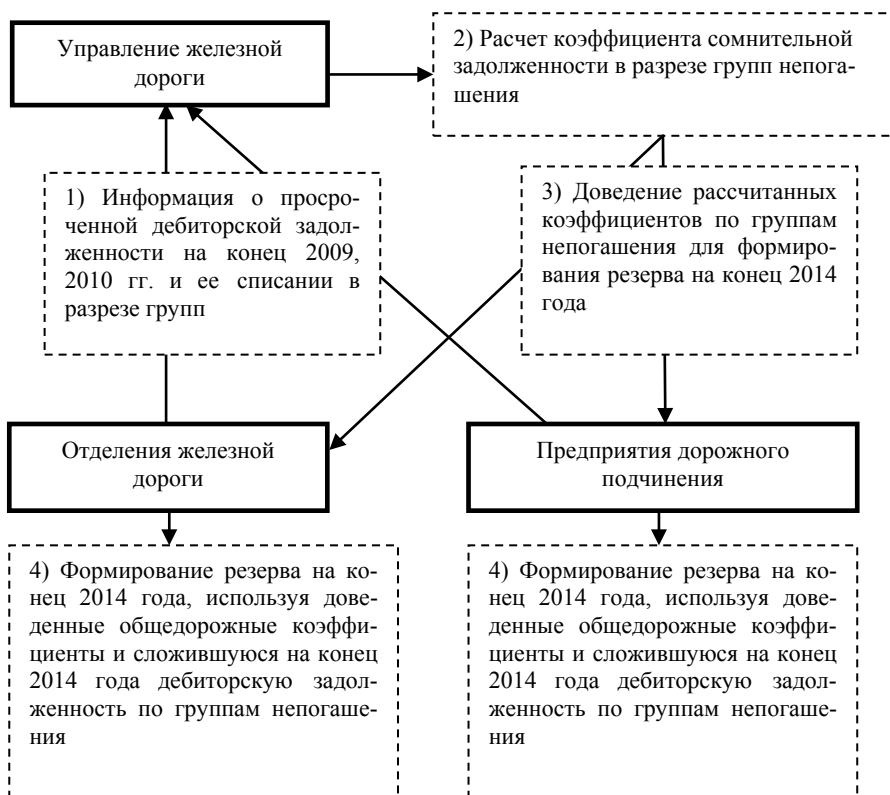 Управление железной
дороги
2) Расчет коэффициента сомнительной
задолженности в разрезе групп непога-
шения
1) Информация о просро-
ченной дебиторской задол-
женности на конец 2009,
2010 гг. и ее списании в
разрезе групп
3) Доведение рассчитанных
коэффициентов по группам
непогашения для формиро-
вания резерва на конец 2014
года
Отделения железной
дороги
Предприятия дорожного
подчинения
4) Формирование резерва на ко-
нец 2014 года, используя дове-
денные общедорожные коэффи-
циенты и сложившуюся на конец
2014 года дебиторскую задол-
женность по группам непогаше-
ния
4) Формирование резерва на ко-
нец 2014 года, используя дове-
денные общедорожные коэффи-
циенты и сложившуюся на конец
2014 года дебиторскую задол-
женность по группам непогаше-
ния